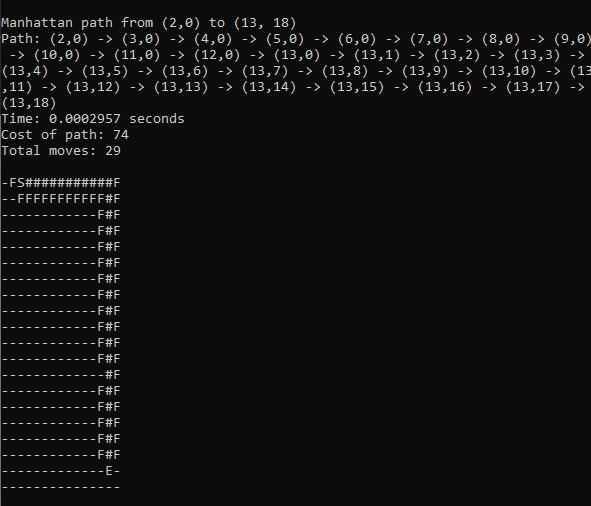 Manhattan path from (2,0) to (13, 18)
Path: (2,0) -> (3,0) -> (4,0) -> (5,0) -> (6,0) -> (7,0) -> (8,0) -> (9,0)
 -> (10,0) -> (11,0) -> (12,0) -> (13,0) -> (13,1) -> (13,2) -> (13,3) ->
(13,4) -> (13,5) -> (13,6) -> (13,7) -> (13,8) -> (13,9) -> (13,10) -> (13
,11) -> (13,12) -> (13,13) -> (13,14) -> (13,15) -> (13,16) -> (13,17) ->
(13,18)
Time: 0.0002957 seconds
Cost of path: 74
Total moves: 29
-FS###########F
--FFFFFFFFFFF#F
------------F#F
------------F#F
------------F#F
------------F#F
------------F#F
------------F#F
------------F#F
------------F#F
------------F#F
------------F#F
-------------#F
------------F#F
------------F#F
------------F#F
------------F#F
------------F#F
-------------E-
---------------